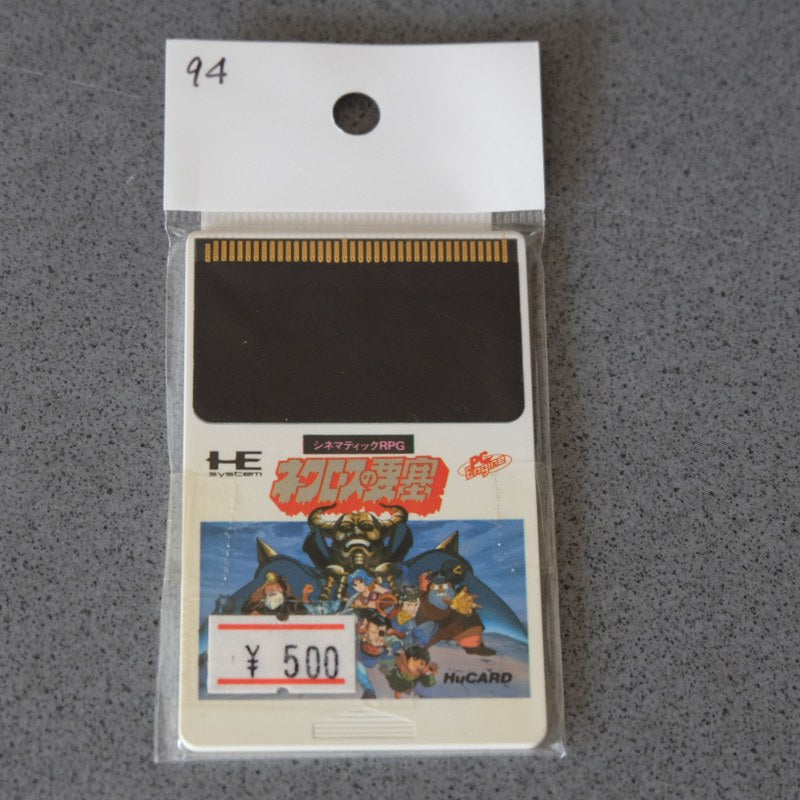 94
シネマティックRPG
HE
system
ネクロスの要塞
PC
Engine
¥ 500
HuCARD